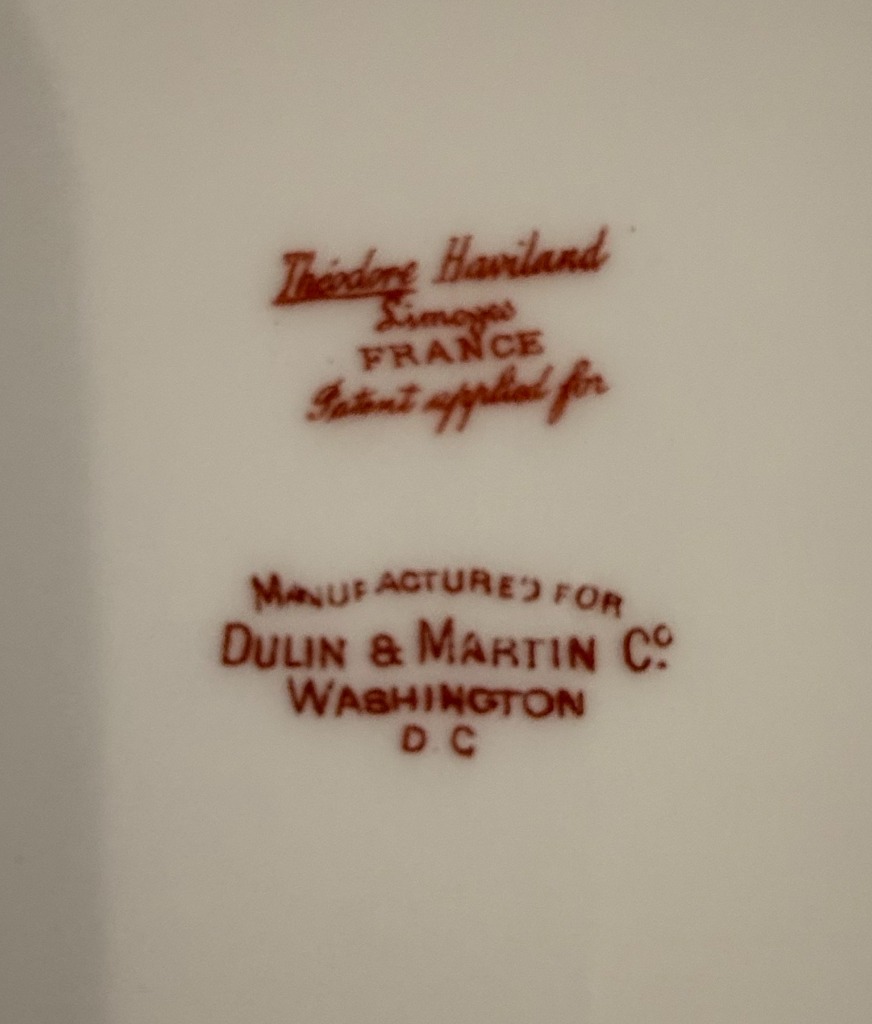 Théodore Haviland
Limoges
FRANCE
Patent applied for
MANUFACTURED FOR
DULIN & MARTIN Cº.
WASHINGTON
D C